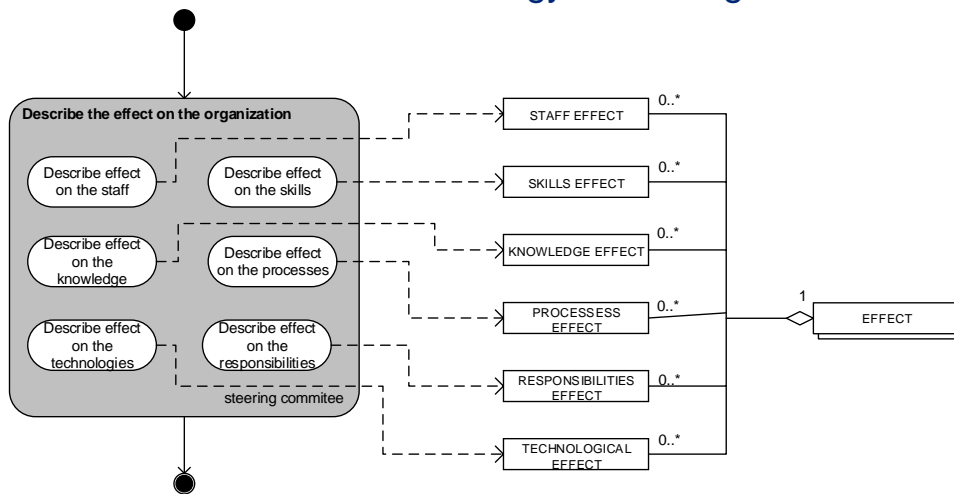 Describe the effect on the organization
Describe effect
on the staff
Describe effect
on the skills
Describe effect
on the
knowledge
Describe effect
on the processes
Describe effect
on the
technologies
Describe effect
on the
responsibilities
steering commitee
STAFF EFFECT
0..*
SKILLS EFFECT
0..*
KNOWLEDGE EFFECT
0..*
PROCESSESS
EFFECT
0..*
RESPONSIBILITIES
EFFECT
0..*
TECHNOLOGICAL
EFFECT
0..*
1
EFFECT